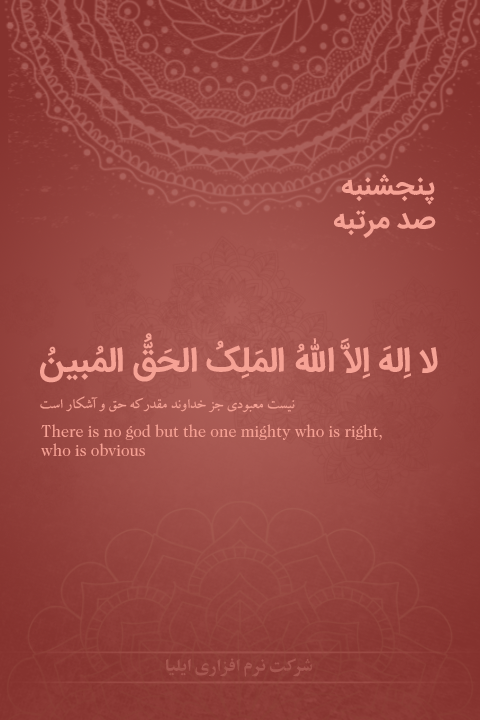 پنجشنبه
صد مرتبه
لا اِلهَ اِلاَّ اللهُ المَلِکُ الحَقُّ المُبینُ
نیست معبودی جز خداوند مقدر که حق و آشکار است
There is no god but the one mighty who is right,
who is obvious
شرکت نرم افزاری ایلیا